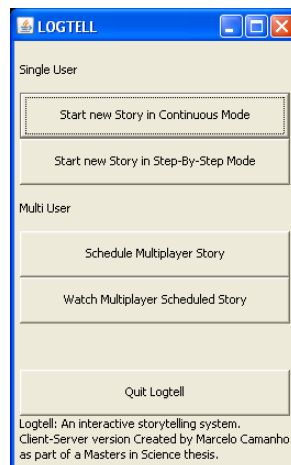 LOGTELL
Single User
Start new Story in Continuous Mode
Start new Story in Step-By-Step Mode
Multi User
Schedule Multiplayer Story
Watch Multiplayer Scheduled Story
Quit Logtell
Logtell: An interactive storytelling system.
Client-Server version Created by Marcelo Camanho
as part of a Masters in Science thesis.